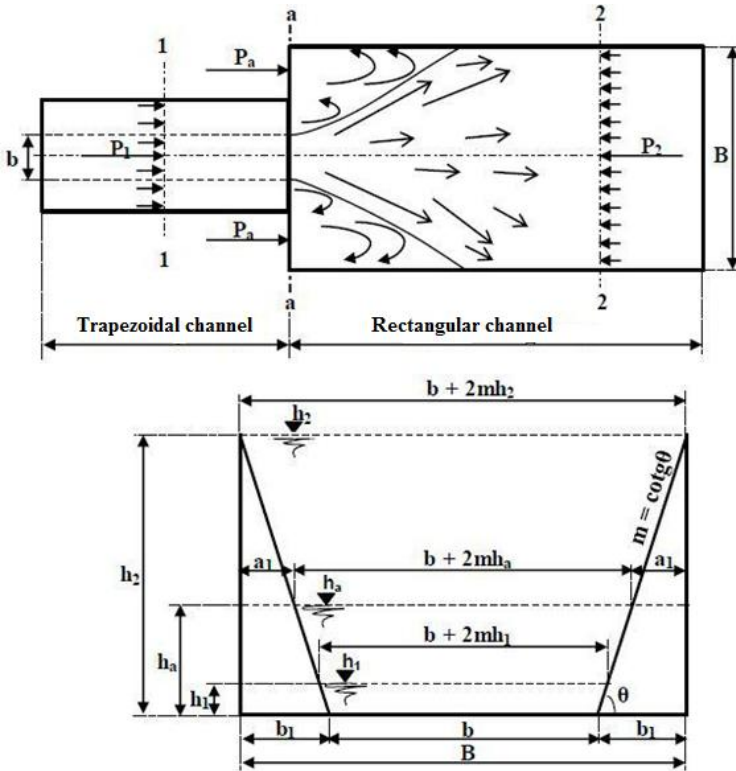 a
1
2
Pa
P1
b
P2
B
Pa
1
a
2
Trapezoidal channel
Rectangular channel
b + 2mh2
h2
m = cotgθ
h2
a1
b + 2mha
a1
ha
b + 2mh1
ha
h1
h1
θ
b1
b
b1
B